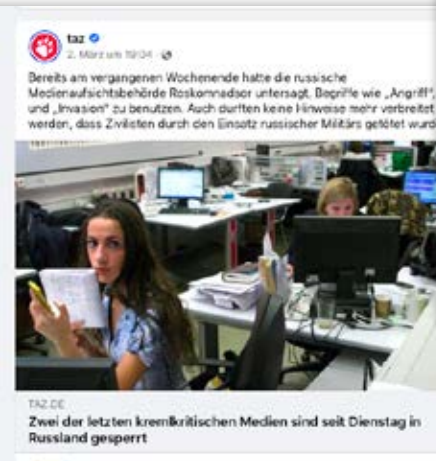 taz
2. März um 19:04
Bereits am vergangenen Wochenende hatte die russische
Medienaufsichtsbehörde Roskomnadsor untersagt, Begriffe wie „Angriff“,
und „Invasion“ zu benutzen. Auch durften keine Hinweise mehr verbreitet
werden, dass Zivilisten durch den Einsatz russischer Militärs getötet wurd
TAZ.DE
Zwei der letzten kremlkritischen Medien sind seit Dienstag in
Russland gesperrt